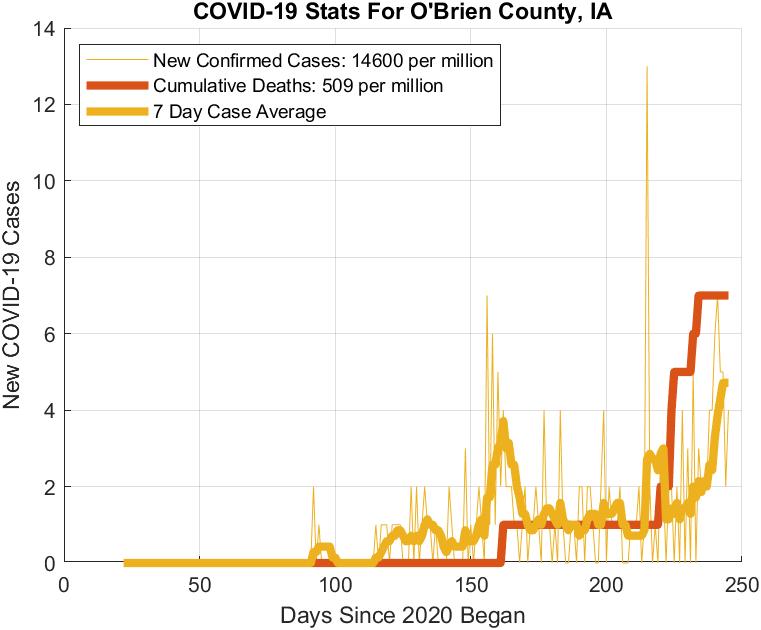 COVID-19 Stats For O'Brien County, IA
New Confirmed Cases: 14600 per million
Cumulative Deaths: 509 per million
7 Day Case Average
14
12
10
8
6
4
2
0
New COVID-19 Cases
0 50 100 150 200 250
Days Since 2020 Began